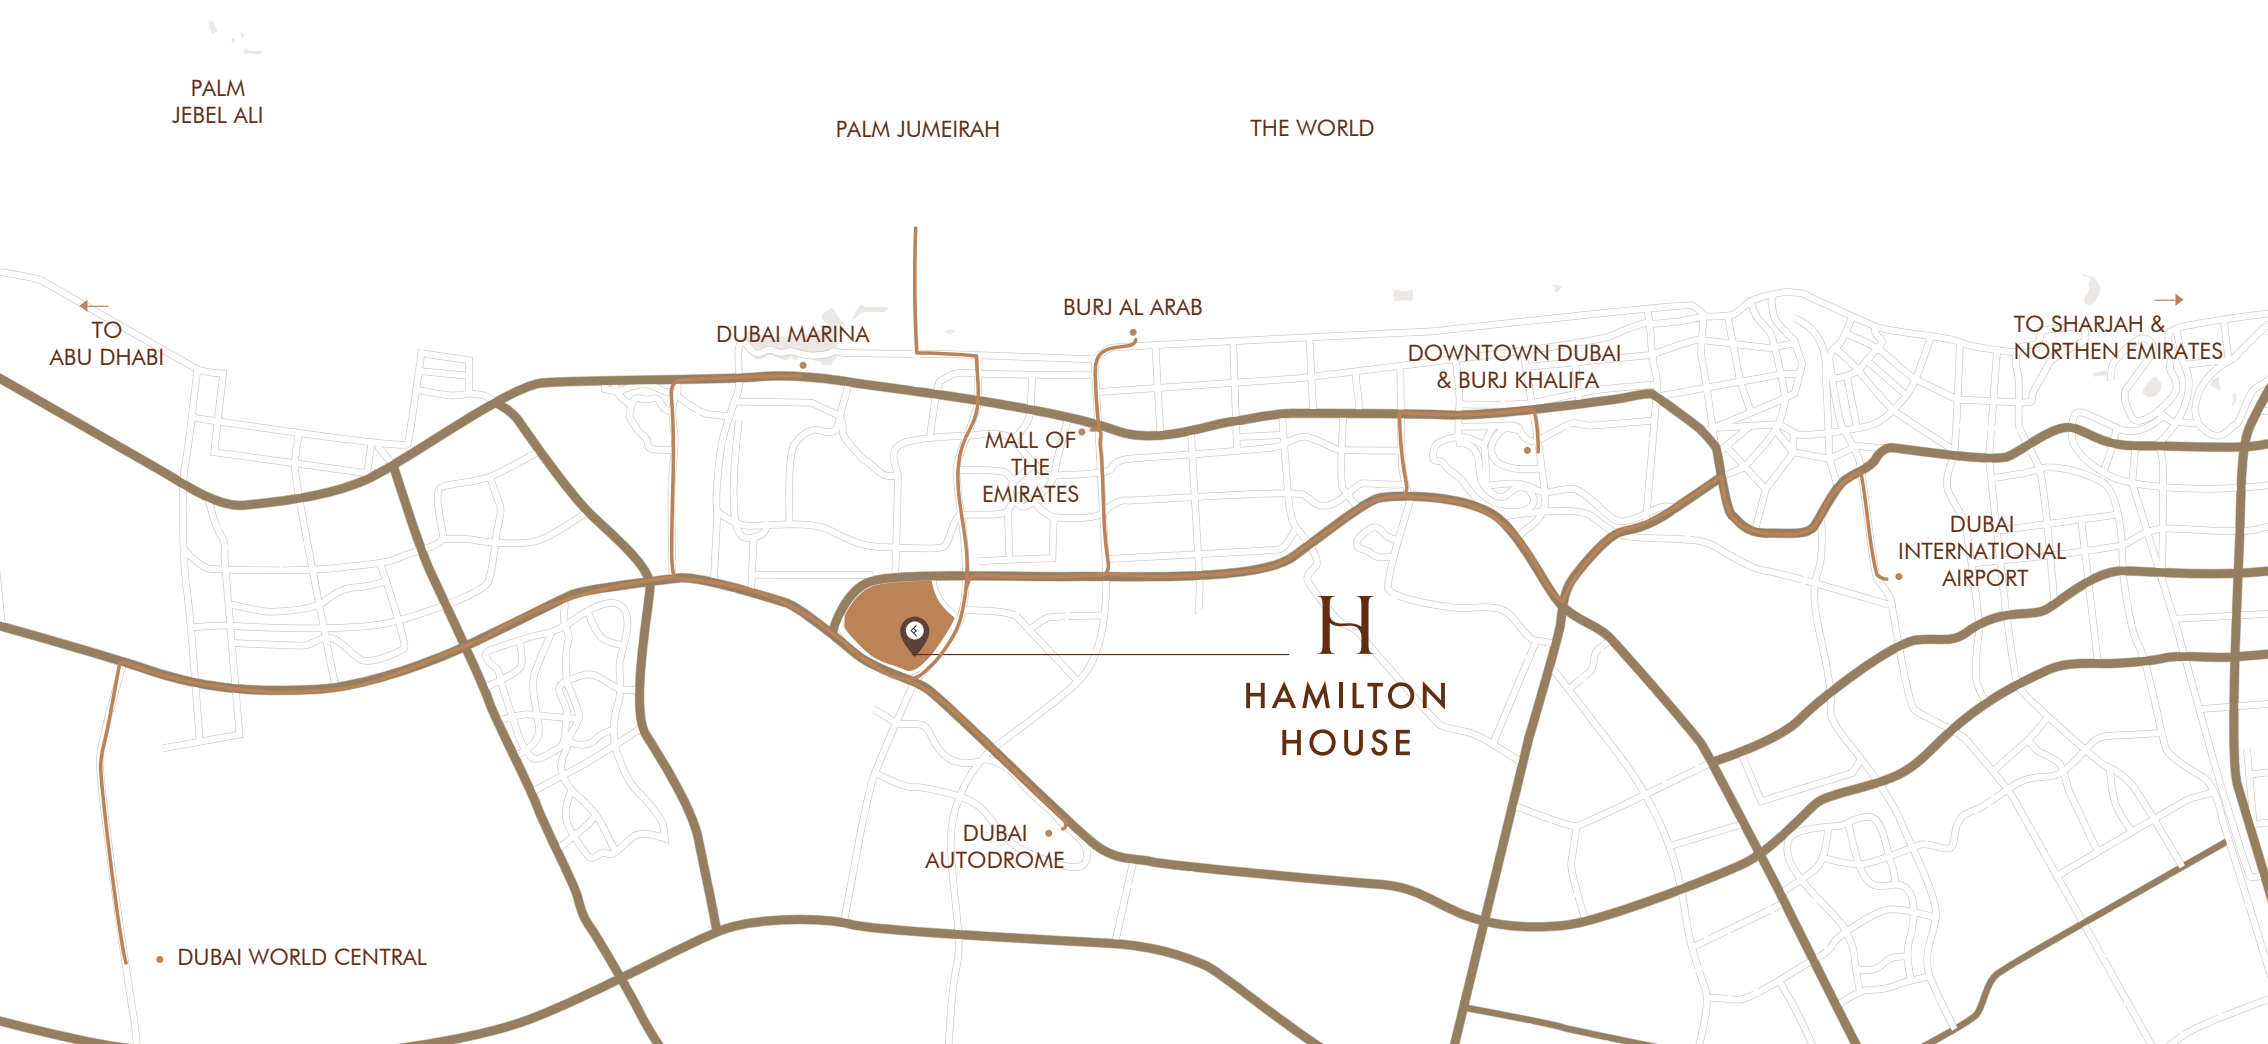 PALM
JEBEL ALI
PALM JUMEIRAH
THE WORLD
TO
ABU DHABI
DUBAI MARINA
BURJ AL ARAB
DOWNTOWN DUBAI
& BURJ KHALIFA
TO SHARJAH &
NORTHEN EMIRATES
MALL OF
THE
EMIRATES
DUBAI
INTERNATIONAL
AIRPORT
H
HAMILTON
HOUSE
DUBAI
AUTODROME
DUBAI WORLD CENTRAL